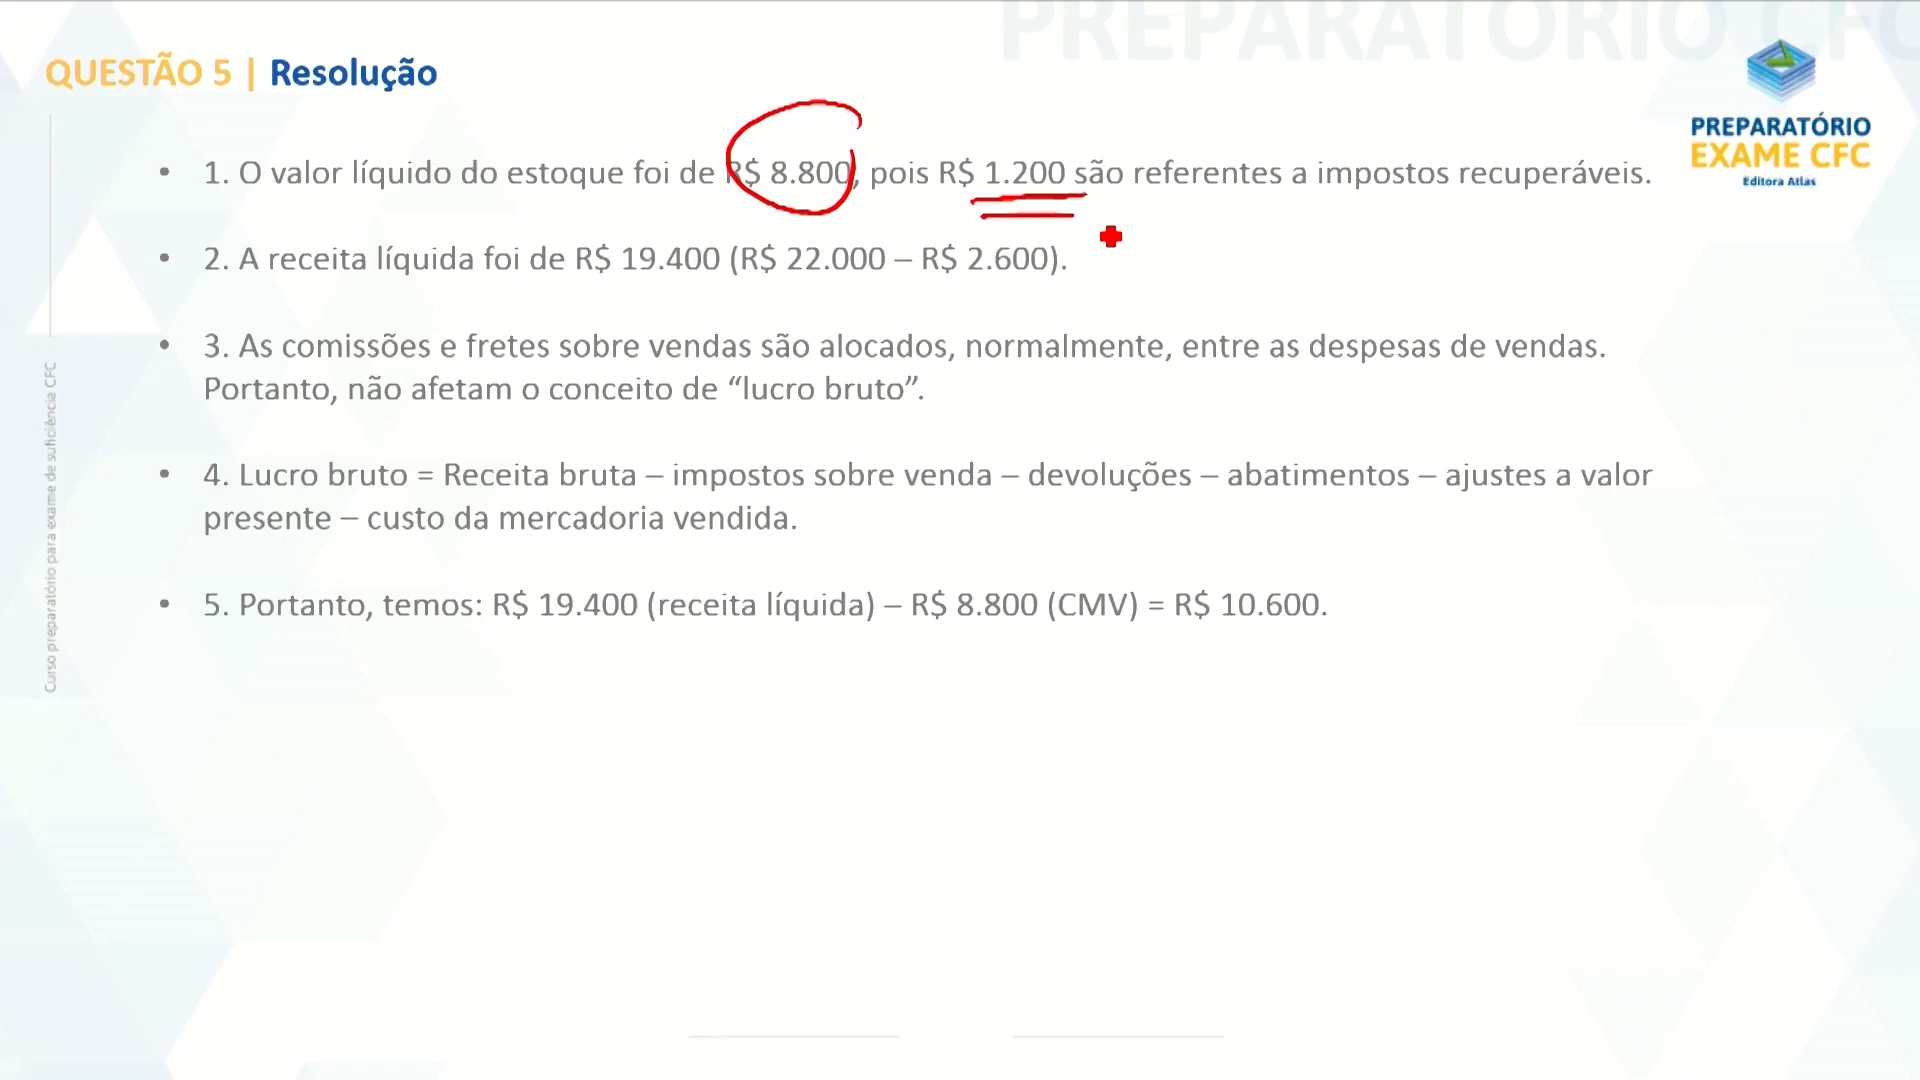 PREPARATÓRIO CFC
QUESTÃO 5 | Resolução
PREPARATÓRIO
EXAME CFC
Editora Atlas
• 1. O valor líquido do estoque foi de R$ 8.800, pois R$ 1.200 são referentes a impostos recuperáveis.
• 2. A receita líquida foi de R$ 19.400 (R$ 22.000 – R$ 2.600).
• 3. As comissões e fretes sobre vendas são alocados, normalmente, entre as despesas de vendas.
Portanto, não afetam o conceito de “lucro bruto”.
• 4. Lucro bruto = Receita bruta – impostos sobre venda – devoluções – abatimentos – ajustes a valor
presente – custo da mercadoria vendida.
• 5. Portanto, temos: R$ 19.400 (receita líquida) – R$ 8.800 (CMV) = R$ 10.600.
Curso preparatório para exame de suficiência CFC